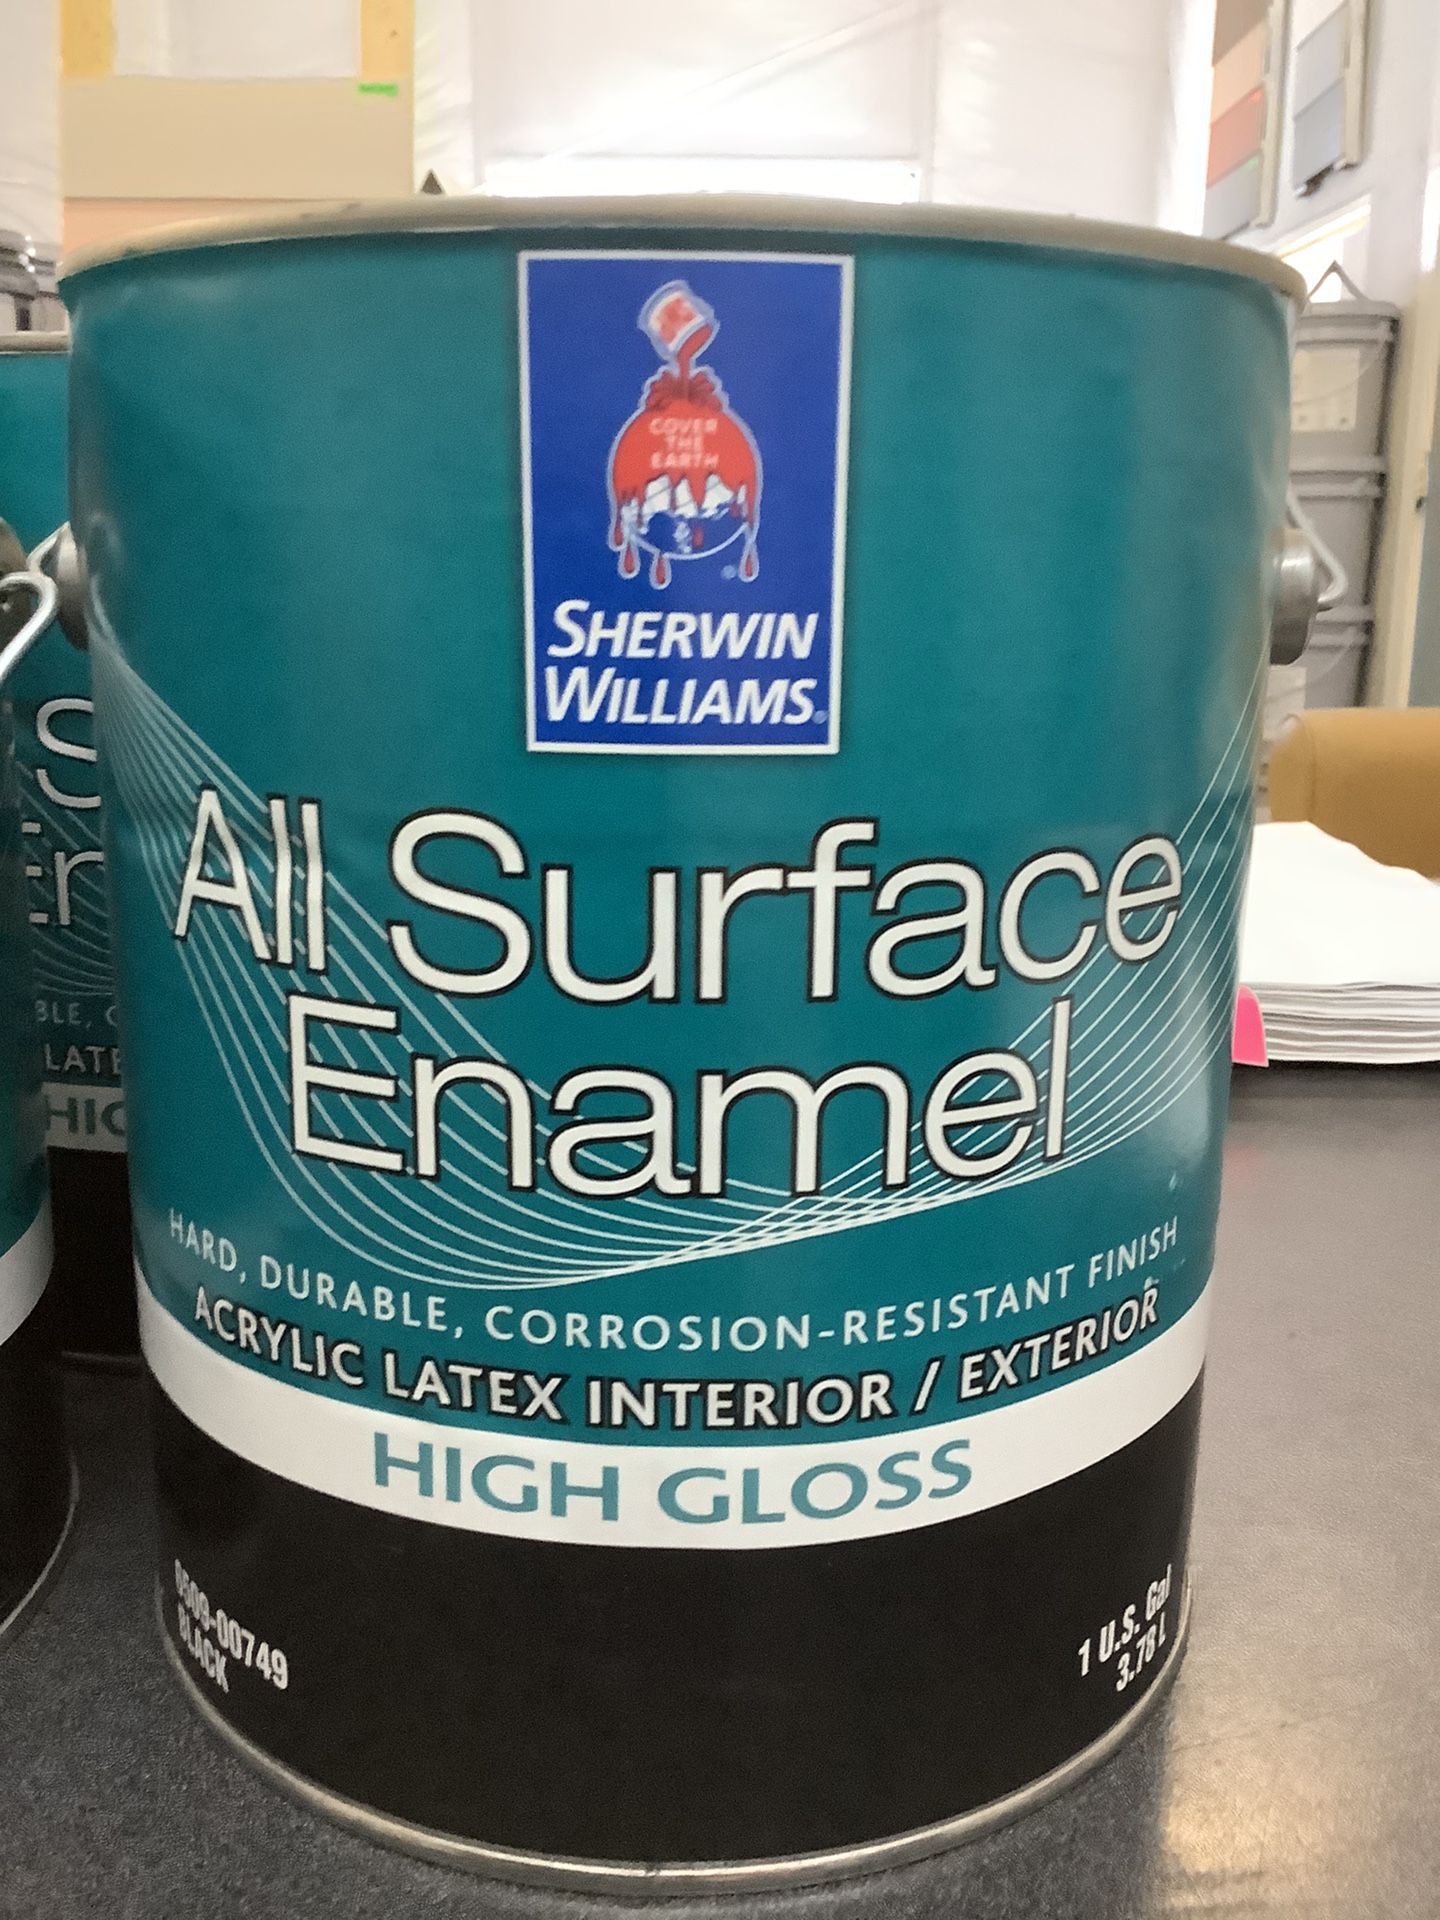 COVER
THE
EARTH
SHERWIN
WILLIAMS
All Surface
Enamel
HARD, DURABLE, CORROSION-RESISTANT FINISH
ACRYLIC LATEX INTERIOR / EXTERIOR
HIGH GLOSS
6509-00749
BLACK
1 U.S. Gal
3.78 L